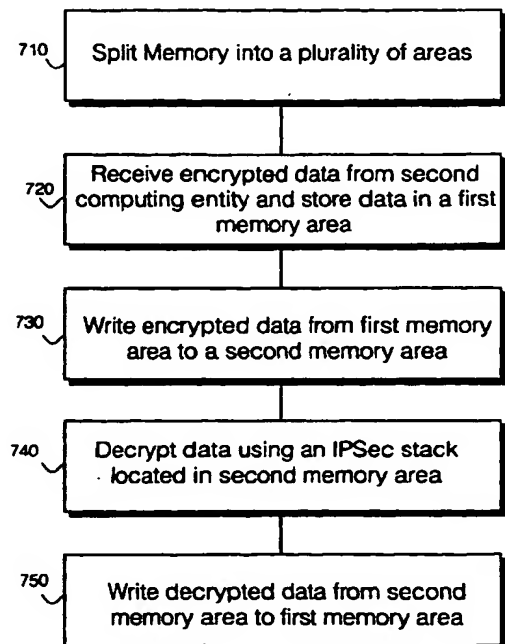 710
Split Memory into a plurality of areas
720
Receive encrypted data from second
computing entity and store data in a first
memory area
730
Write encrypted data from first memory
area to a second memory area
740
Decrypt data using an IPSec stack
located in second memory area
750
Write decrypted data from second
memory area to first memory area